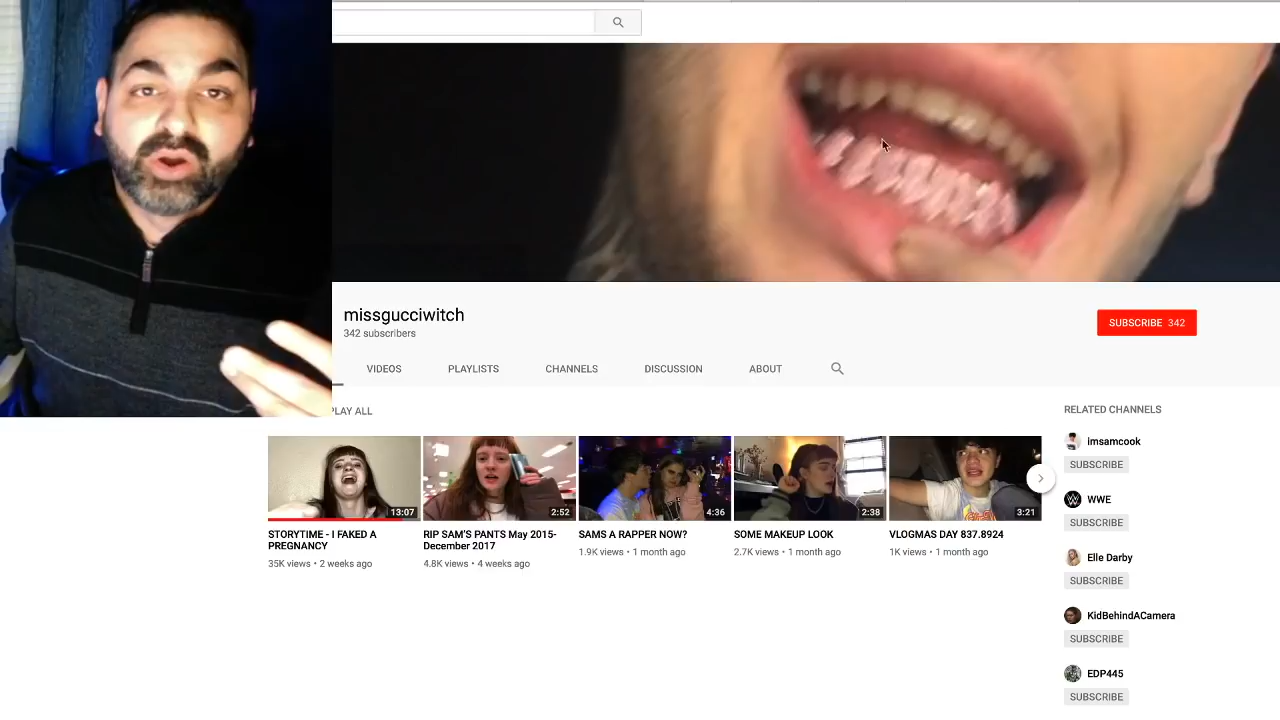 missgucciwitch
342 subscribers
SUBSCRIBE 342
VIDEOS PLAYLISTS CHANNELS DISCUSSION ABOUT
PLAY ALL
RELATED CHANNELS
13:07
2:52
4:36
2:38
3:21
STORYTIME - I FAKED A
PREGNANCY
35K views • 2 weeks ago
RIP SAM'S PANTS May 2015-
December 2017
4.8K views • 4 weeks ago
SAMS A RAPPER NOW?
1.9K views • 1 month ago
SOME MAKEUP LOOK
2.7K views • 1 month ago
VLOGMAS DAY 837.8924
1K views • 1 month ago
imsamcook
SUBSCRIBE
WWE
SUBSCRIBE
Elle Darby
SUBSCRIBE
KidBehindACamera
SUBSCRIBE
EDP445
SUBSCRIBE